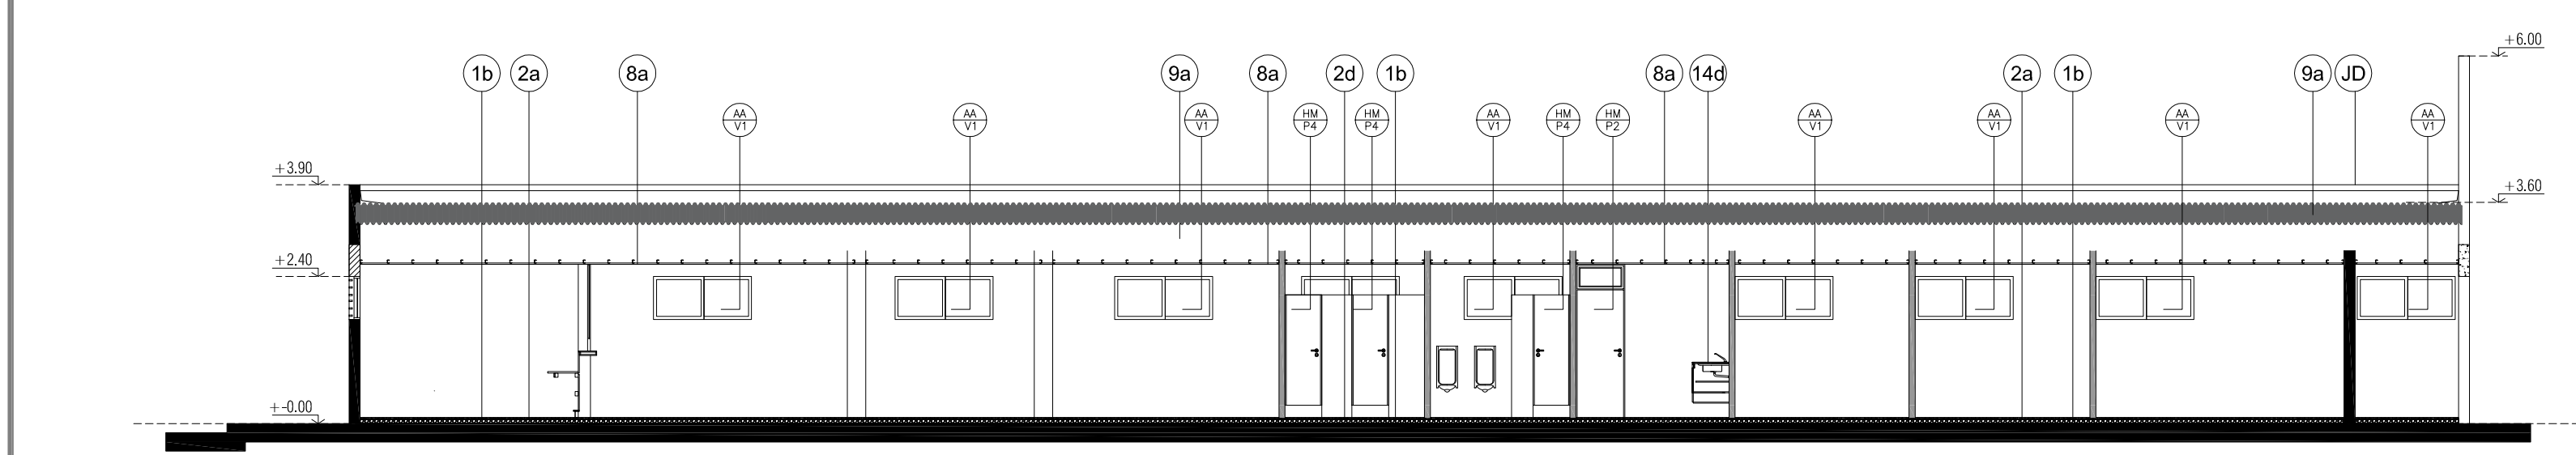 +6.00
1b 2a 8a 9a 8a 2d 1b 8a 14d 2a 1b 9a JD
AA AA AA HM HM AA HM HM AA AA AA AA
V1 V1 V1 P4 P4 V1 P4 P2 V1 V1 V1 V1
+3.90
+3.60
+2.40
+-0.00